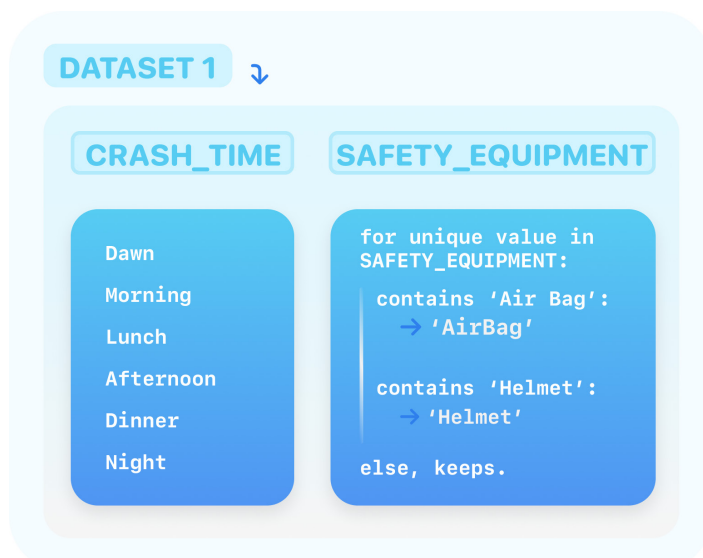 DATASET 1
CRASH_TIME
Dawn
Morning
Lunch
Afternoon
Dinner
Night
SAFETY_EQUIPMENT
for unique value in
SAFETY_EQUIPMENT:
contains ‘Air Bag’:
→ ‘AirBag’
contains ‘Helmet’:
→ ‘Helmet’
else, keeps.